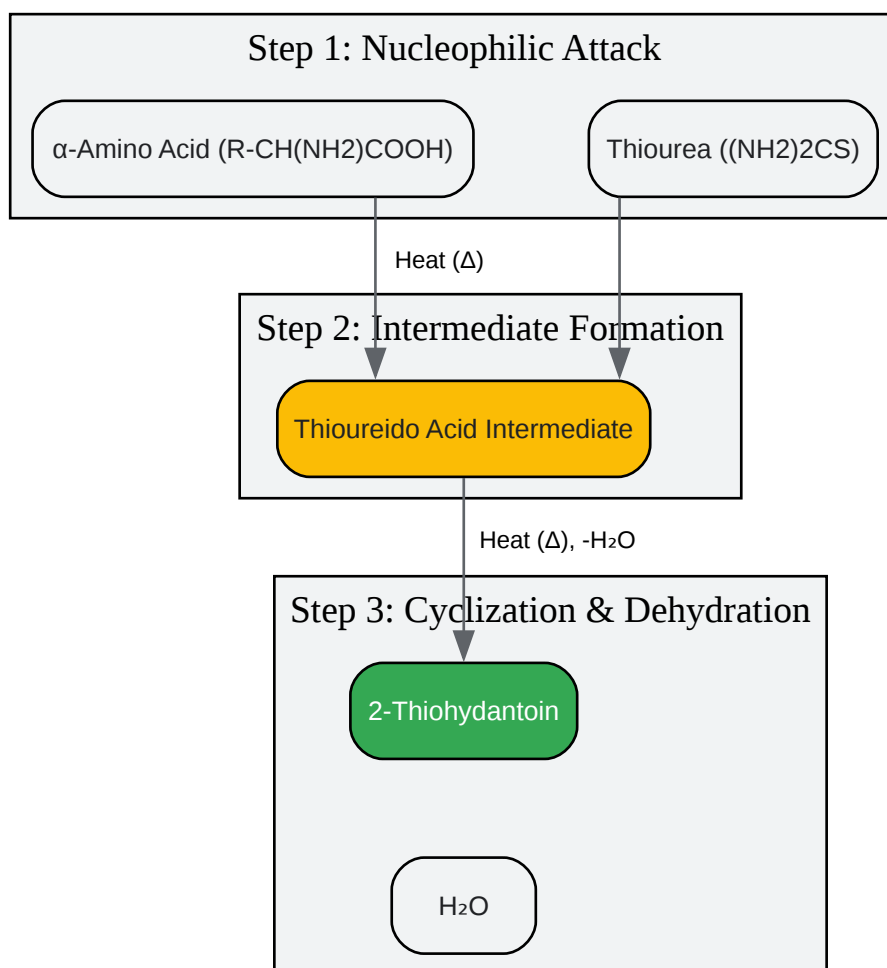 Step 1: Nucleophilic Attack
α-Amino Acid (R-CH(NH2)COOH)
Thiourea ((NH2)2CS)
Heat (Δ)
Step 2: Intermediate Formation
Thioureido Acid Intermediate
Heat (Δ), -H₂O
Step 3: Cyclization & Dehydration
2-Thiohydantoin
H₂O